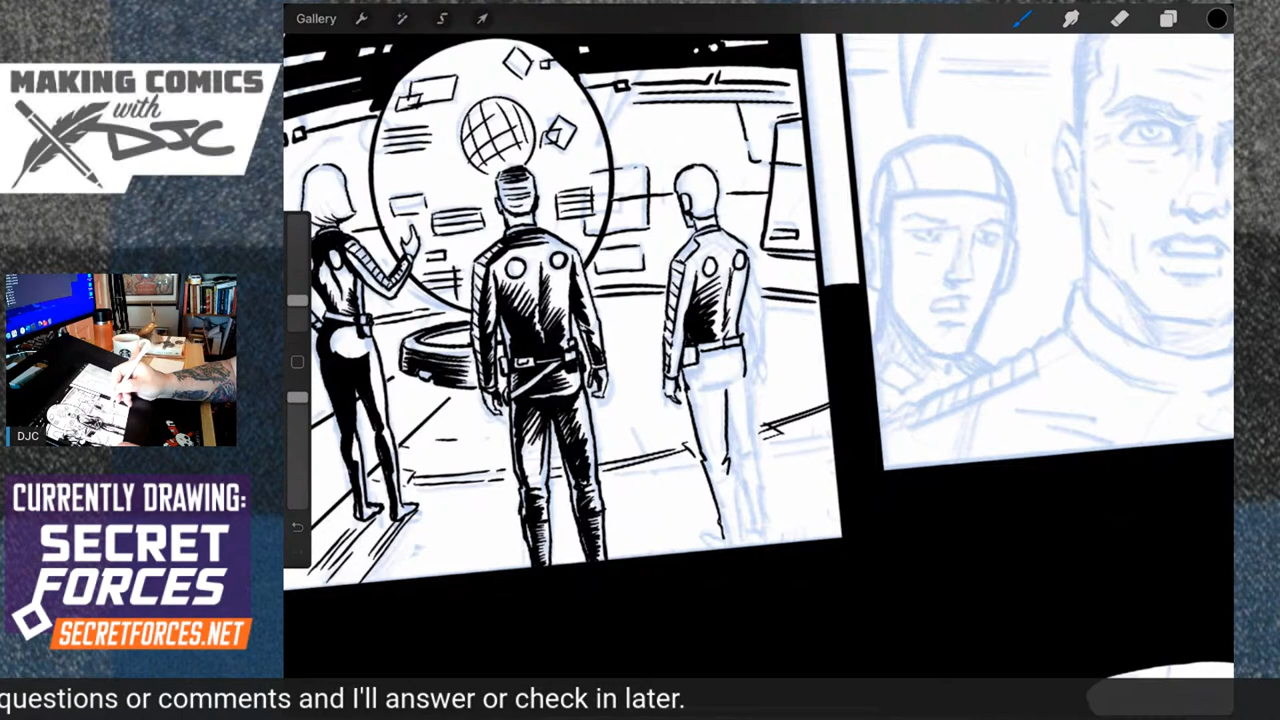 Gallery
MAKING COMICS
with
DJC
DJC
CURRENTLY DRAWING:
SECRET
FORCES
SECRETFORCES.NET
questions or comments and I'll answer or check in later.